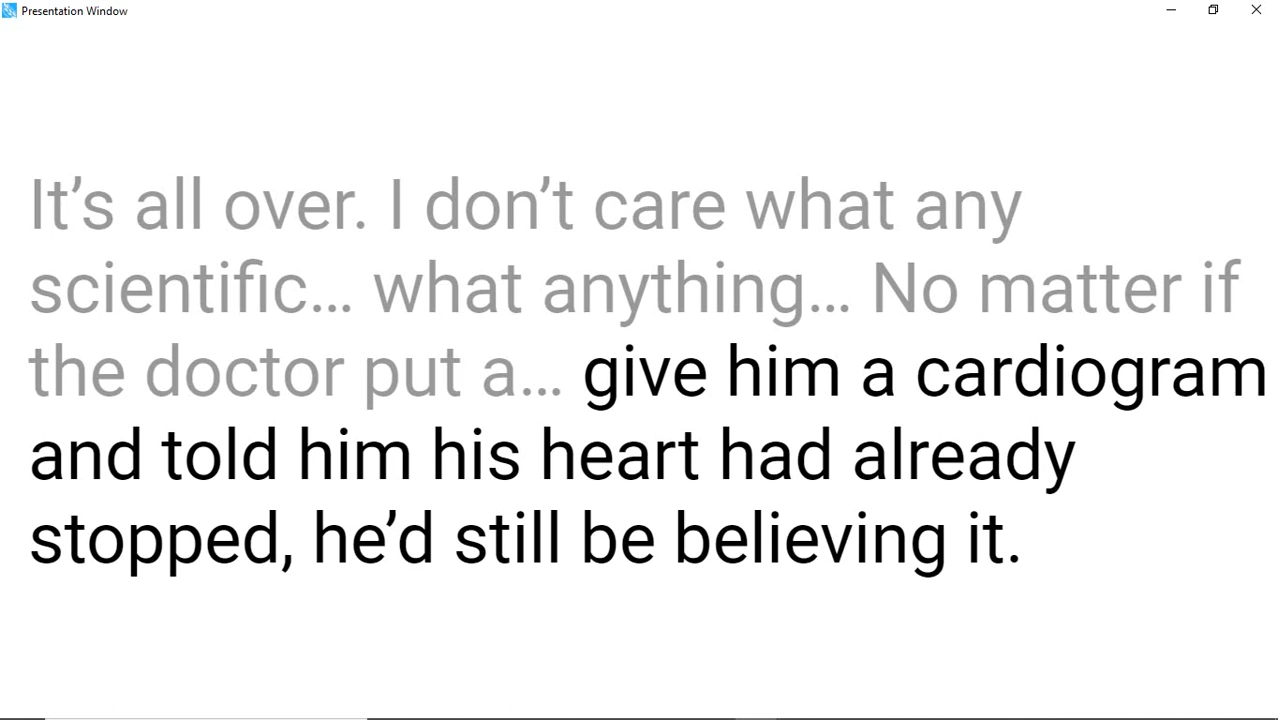 Presentation Window
It’s all over. I don’t care what any
scientific… what anything… No matter if
the doctor put a… give him a cardiogram
and told him his heart had already
stopped, he’d still be believing it.